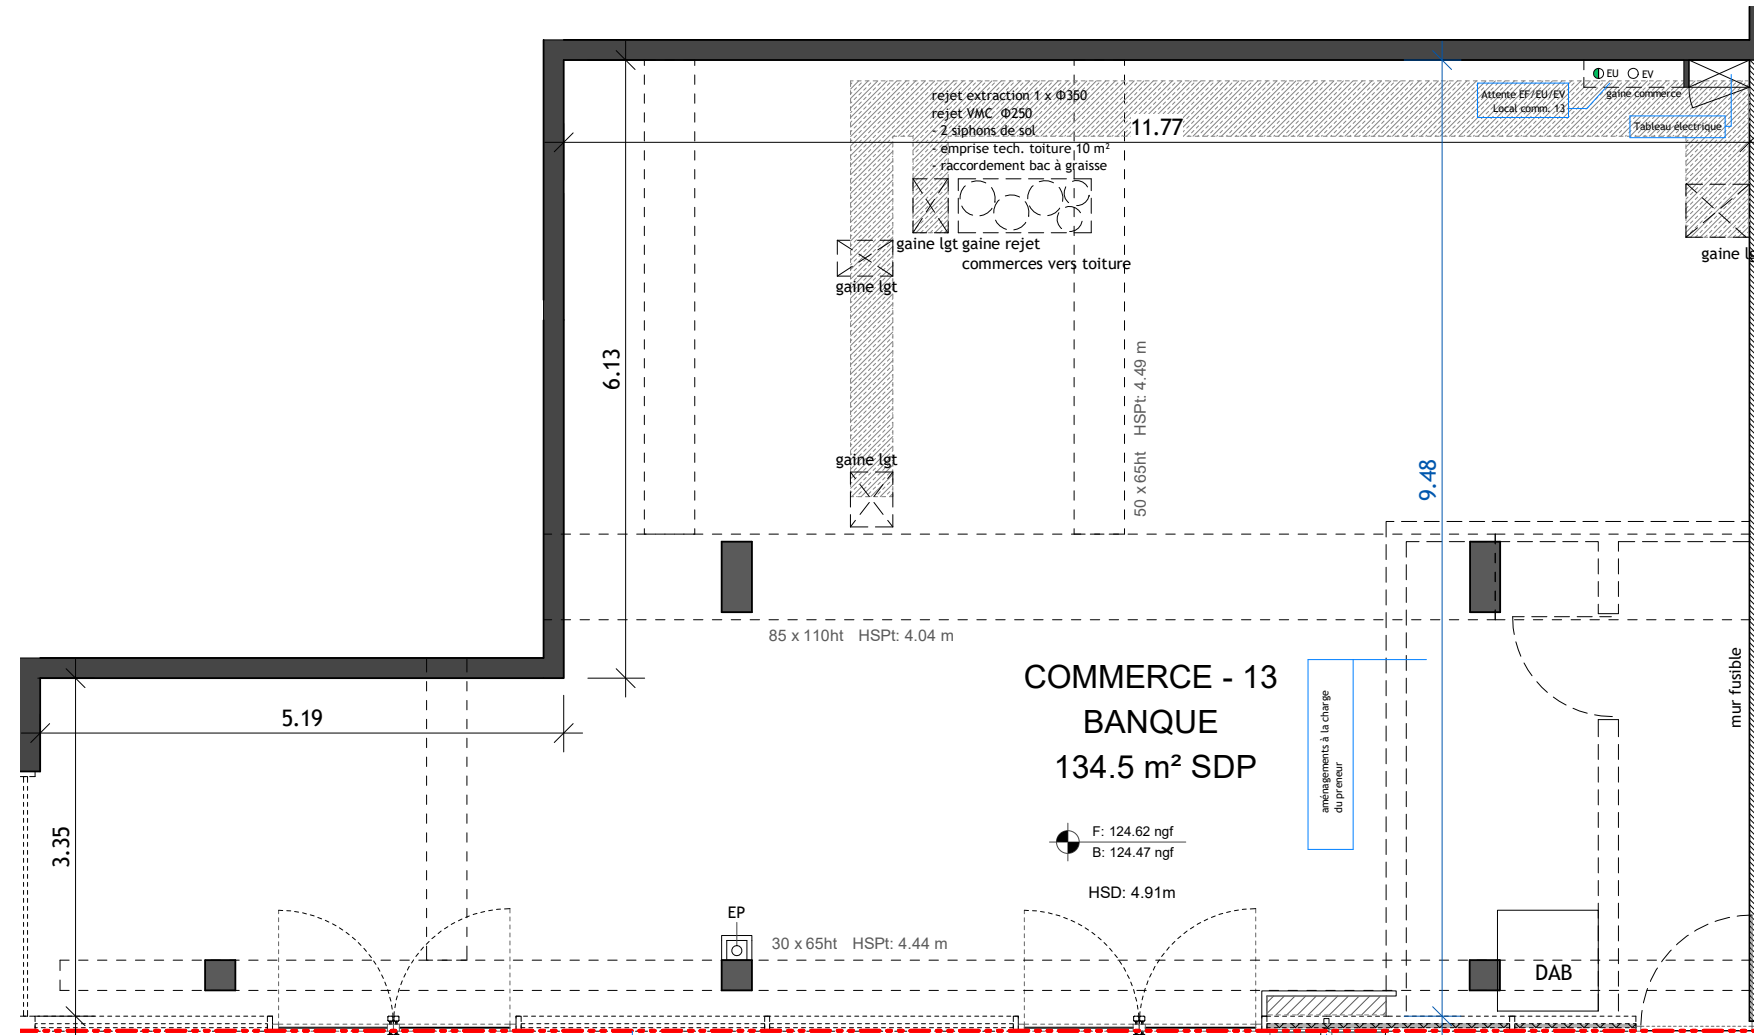 rejet extraction 1 x Φ350
rejet VMC Φ250
- 2 siphons de sol
- emprise tech. toiture 10 m²
- raccordement bac à graisse
11.77
EU
EV
gaine commerce
Attente EF/EU/EV
Local comm. 13
Tableau électrique
gaine lgt
gaine rejet
commerces vers toiture
gaine lgt
gaine l
6.13
50 x 65ht HSPt: 4.49 m
gaine lgt
9.48
85 x 110ht HSPt: 4.04 m
COMMERCE - 13
BANQUE
134.5 m² SDP
aménagements à la charge
du preneur
mur fusible
5.19
3.35
F: 124.62 ngf
B: 124.47 ngf
HSD: 4.91m
EP
30 x 65ht HSPt: 4.44 m
DAB